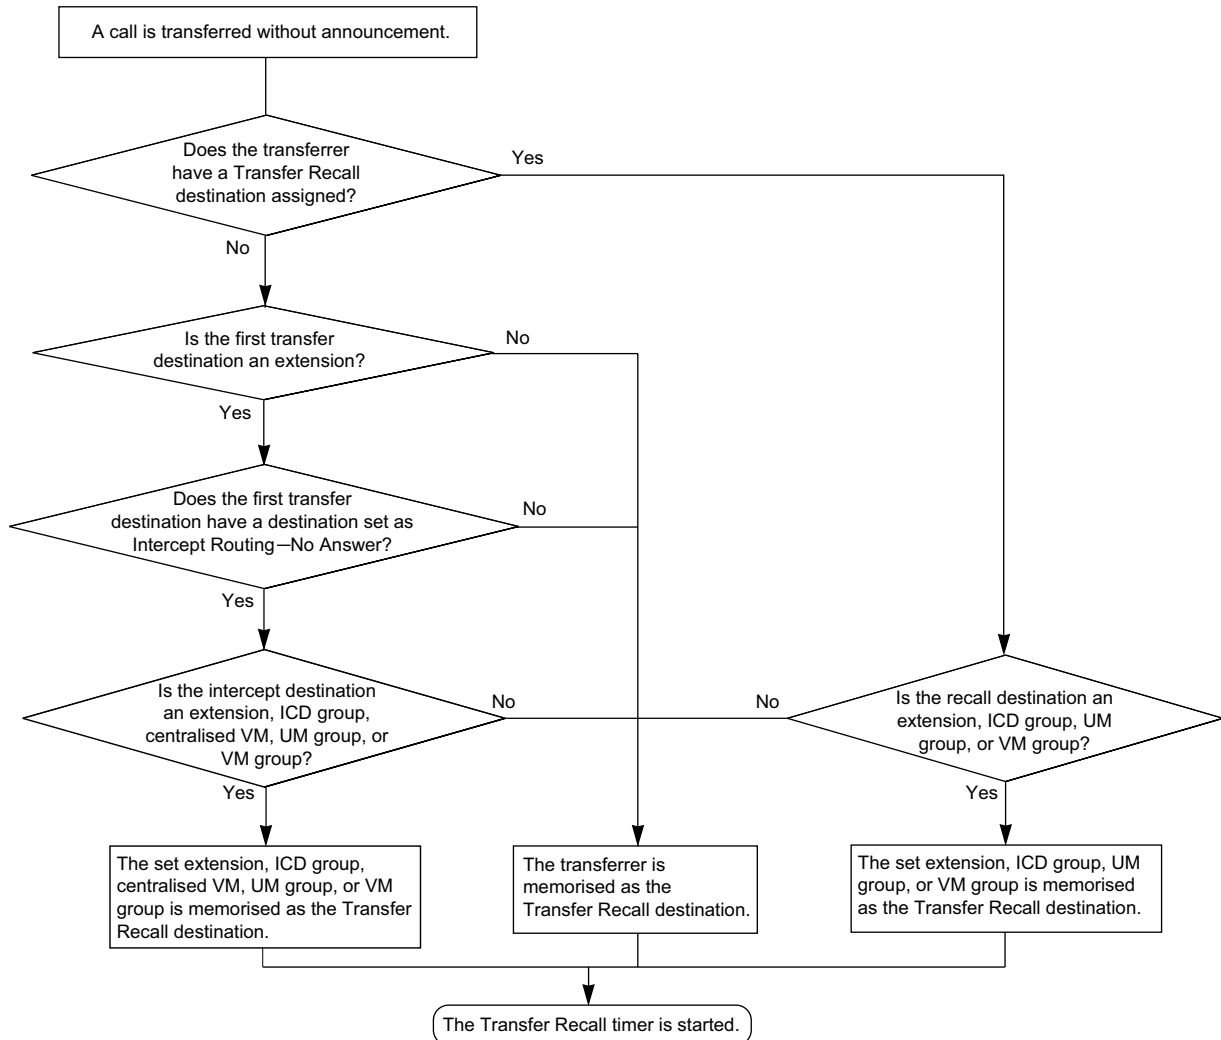 A call is transferred without announcement.
Does the transferrer
have a Transfer Recall
destination assigned?
Yes
No
Is the first transfer
destination an extension?
No
Yes
Does the first transfer
destination have a destination set as
Intercept Routing—No Answer?
No
Yes
Is the intercept destination
an extension, ICD group,
centralised VM, UM group, or
VM group?
No
Yes
No
Is the recall destination an
extension, ICD group, UM
group, or VM group?
Yes
The set extension, ICD group,
centralised VM, UM group, or VM
group is memorised as the Transfer
Recall destination.
The transferrer is
memorised as the
Transfer Recall destination.
The set extension, ICD group, UM
group, or VM group is memorised
as the Transfer Recall destination.
The Transfer Recall timer is started.